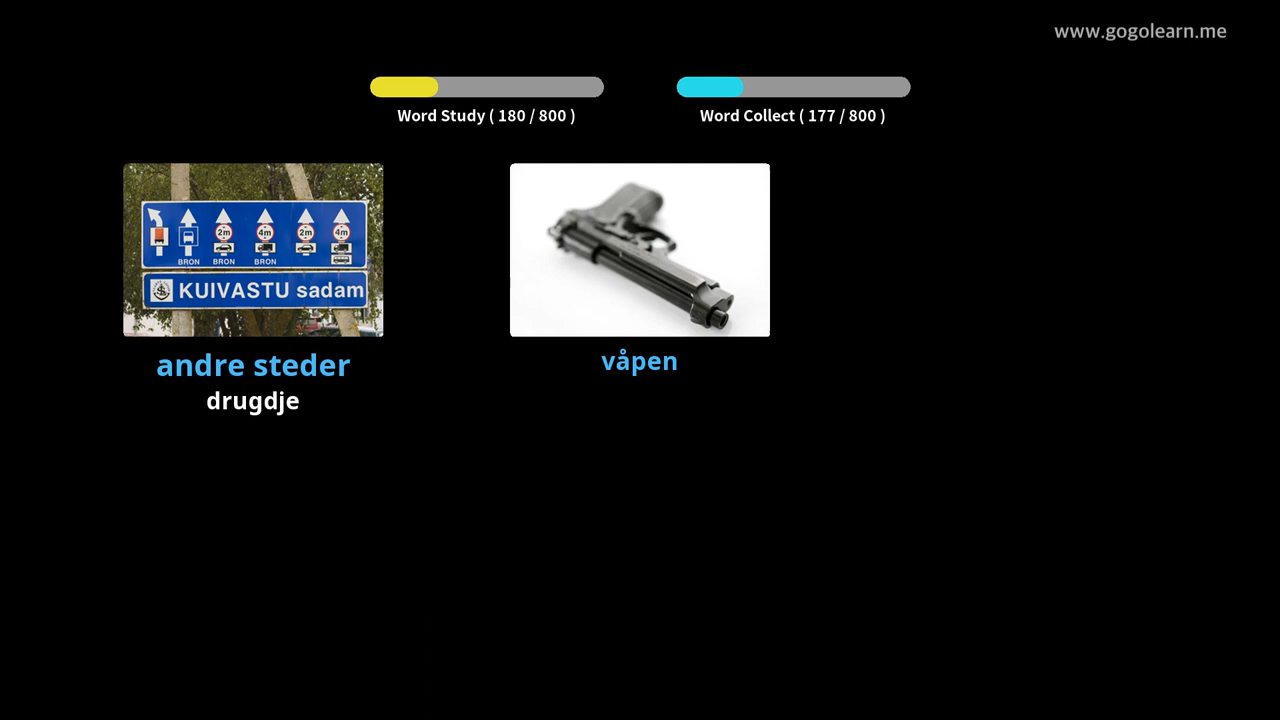 www.gogolearn.me
Word Study ( 180 / 800 )
Word Collect ( 177 / 800 )
2m 4m 2m 4m
BRON BRON BRON
KUIVASTU sadam
andre steder
drugdje
våpen